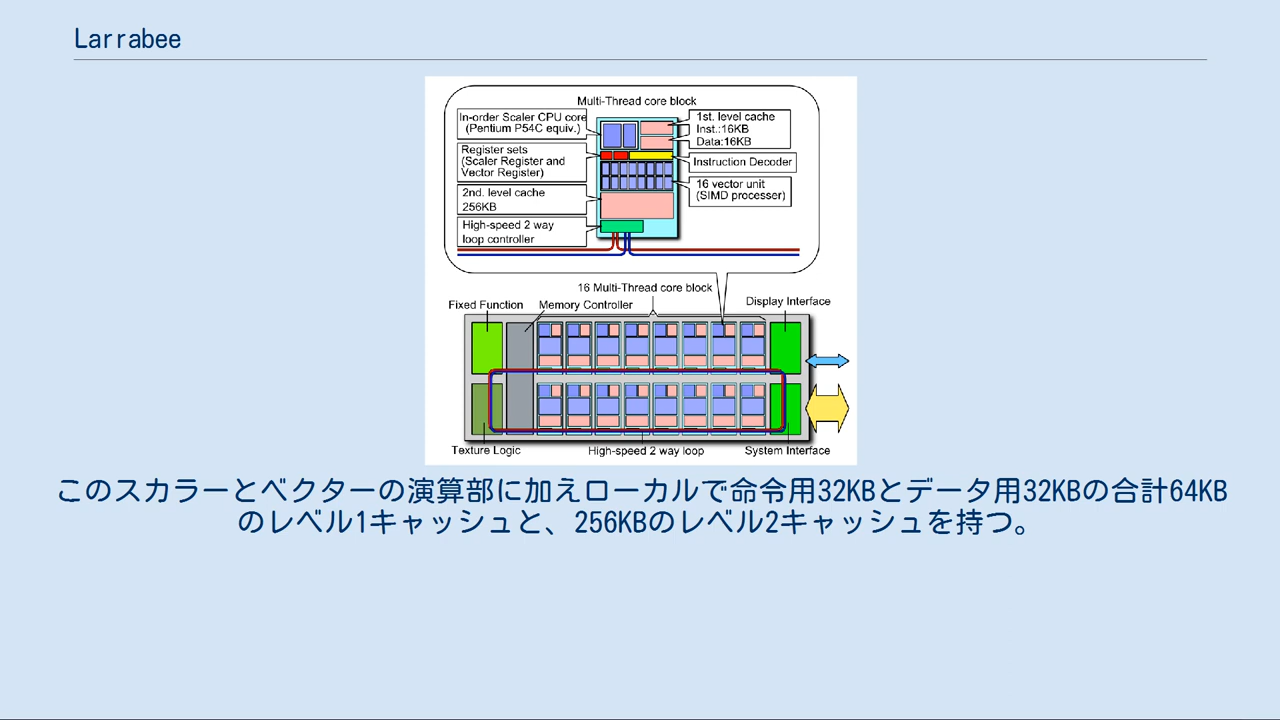 Larrabee
Multi-Thread core block
In-order Scaler CPU core
(Pentium P54C equiv.)
Register sets
(Scaler Register and
Vector Register)
2nd. level cache
256KB
High-speed 2 way
loop controller
1st. level cache
Inst.:16KB
Data:16KB
Instruction Decoder
16 vector unit
(SIMD processer)
16 Multi-Thread core block
Fixed Function
Memory Controller
Display Interface
Texture Logic
High-speed 2 way loop
System Interface
このスカラーとベクターの演算部に加えローカルで命令用32KBとデータ用32KBの合計64KB
のレベル1キャッシュと、256KBのレベル2キャッシュを持つ。